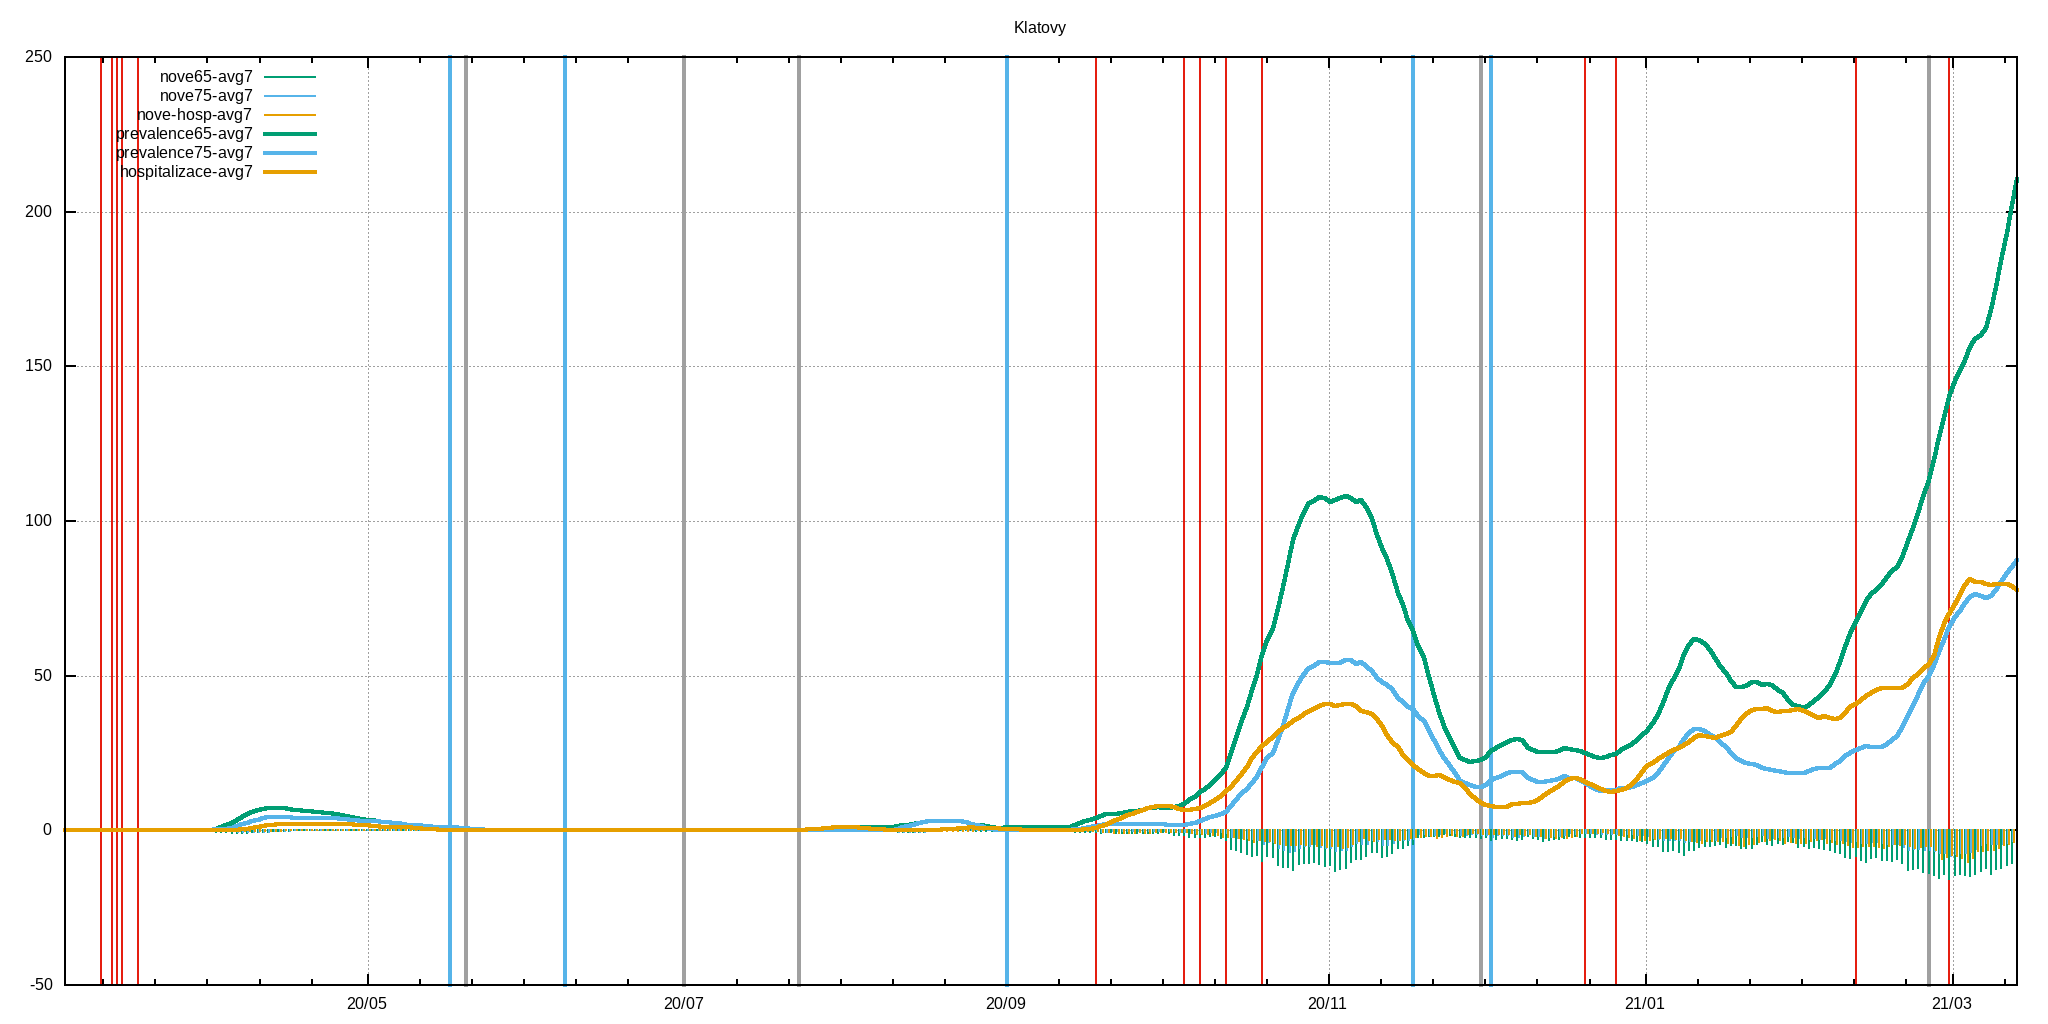 Klatovy
250
nove65-avg7
nove75-avg7
nove-hosp-avg7
prevalence65-avg7
prevalence75-avg7
hospitalizace-avg7
200
150
100
50
0
-50
20/05 20/07 20/09 20/11 21/01 21/03